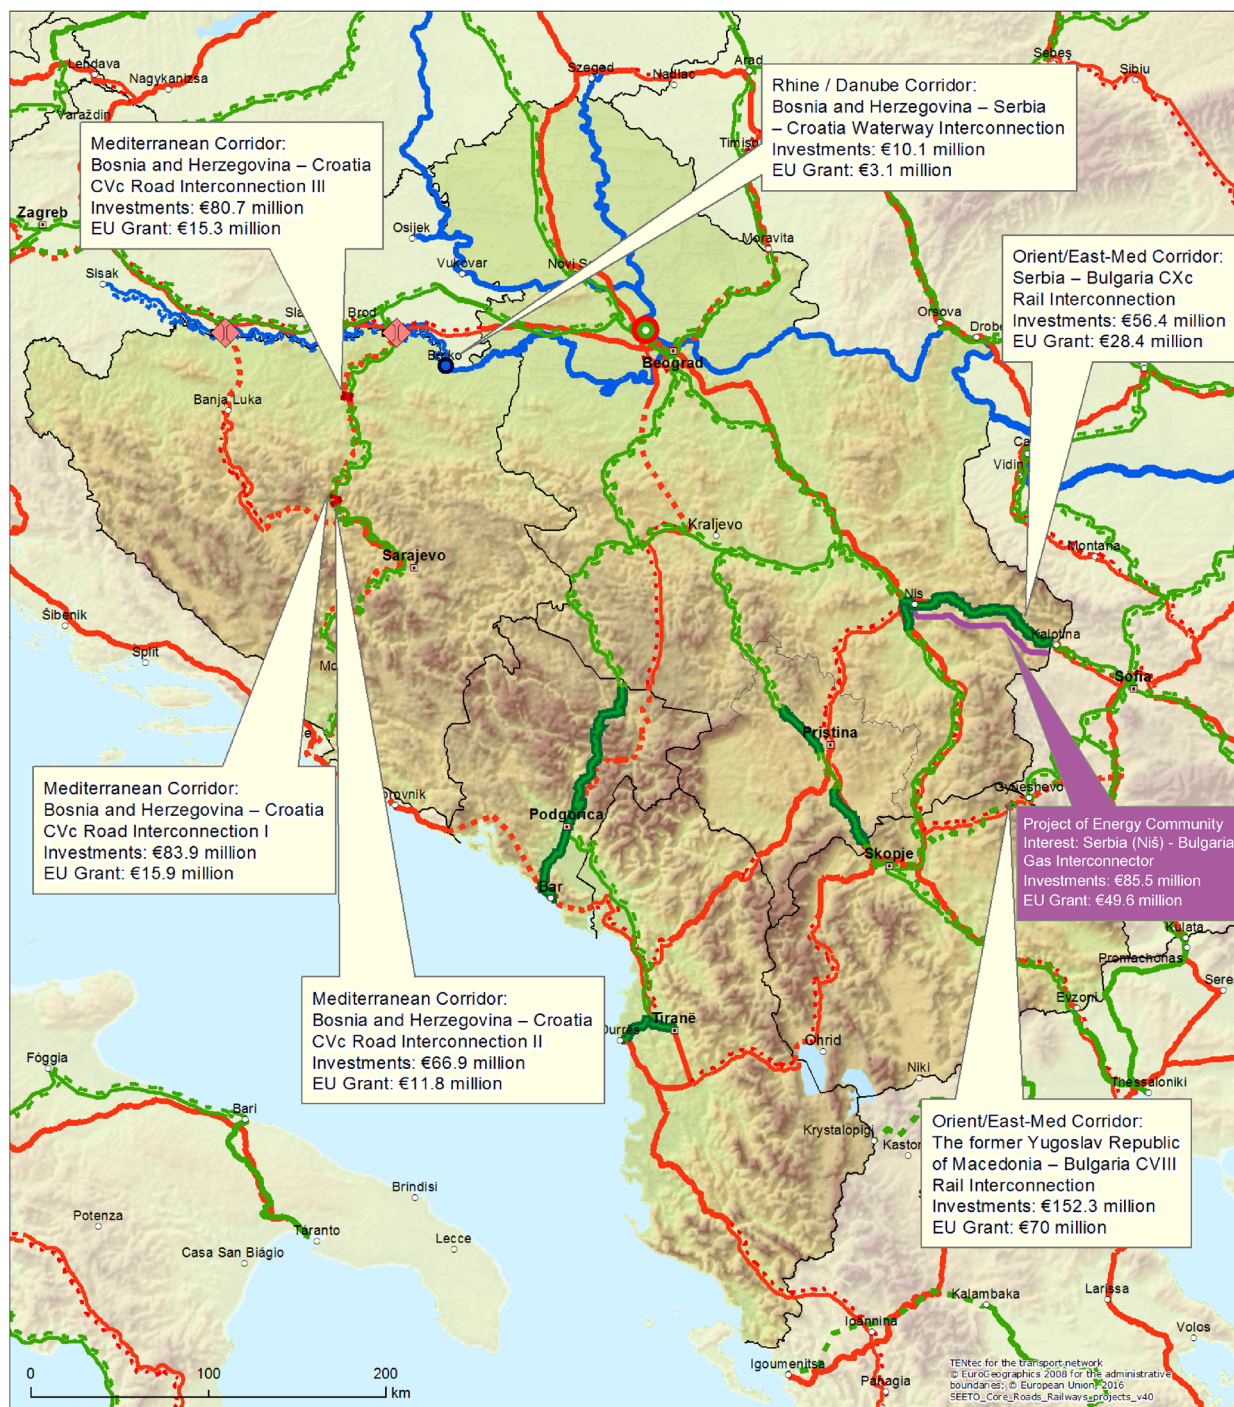 Lendava
Nagykanizsa
Varaždin
Szeged
Nadlac
Arad
Sebeş
Sibiu
Rhine / Danube Corridor:
Bosnia and Herzegovina – Serbia
– Croatia Waterway Interconnection
Investments: €10.1 million
EU Grant: €3.1 million
Mediterranean Corridor:
Bosnia and Herzegovina – Croatia
CVc Road Interconnection III
Investments: €80.7 million
EU Grant: €15.3 million
Zagreb
Osijek
Vukovar
Moravita
Sisak
Brod
Orsova
Orient/East-Med Corridor:
Serbia – Bulgaria CXc
Rail Interconnection
Investments: €56.4 million
EU Grant: €28.4 million
Brčko
Beograd
Banja Luka
Vidin
Kraljevo
Sarajevo
Montana
Šibenik
Split
Niš
Kalotina
Sofia
Pristina
Podgorica
Bar
Skopje
Gyueshevo
Mediterranean Corridor:
Bosnia and Herzegovina – Croatia
CVc Road Interconnection I
Investments: €83.9 million
EU Grant: €15.9 million
Project of Energy Community
Interest: Serbia (Niš) - Bulgaria
Gas Interconnector
Investments: €85.5 million
EU Grant: €49.6 million
Kulata
Promachonas
Evzoni
Mediterranean Corridor:
Bosnia and Herzegovina – Croatia
CVc Road Interconnection II
Investments: €66.9 million
EU Grant: €11.8 million
Durrës
Tiranë
Ohrid
Niki
Thessaloniki
Krystalopigi
Fóggia
Bari
Brindisi
Potenza
Taranto
Lecce
Casa San Biágio
Orient/East-Med Corridor:
The former Yugoslav Republic
of Macedonia – Bulgaria CVIII
Rail Interconnection
Investments: €152.3 million
EU Grant: €70 million
Kalambaka
Larissa
Ioannina
Volos
Igoumenitsa
Panagia
0 100 200
km
TENtec for the transport network
© EuroGeographics 2008 for the administrative
boundaries; © European Union, 2016
SEETO_Core_Roads_Railways_projects_v40